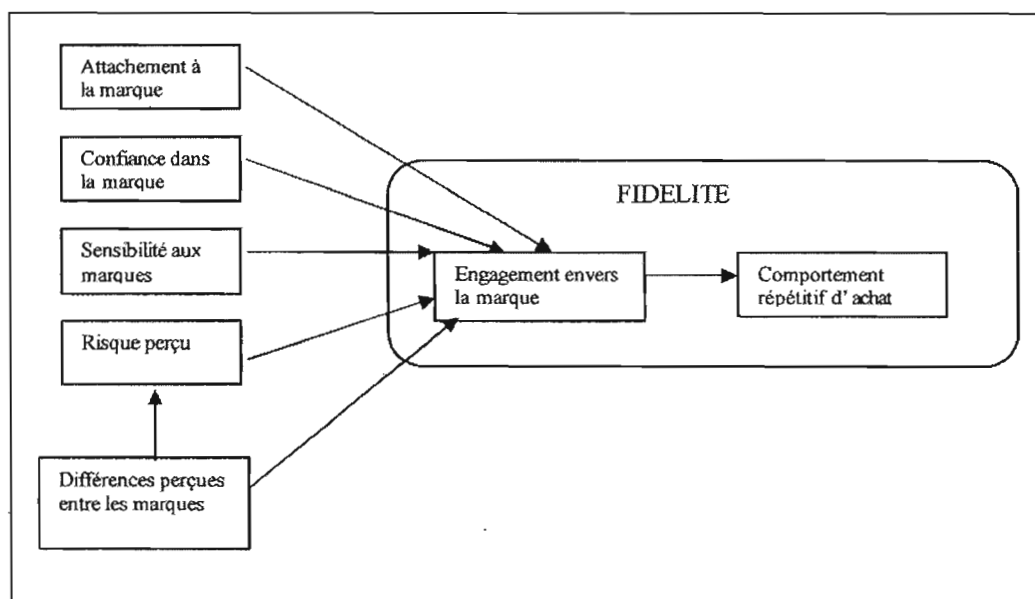 Attachement à
la marque
Confiance dans
la marque
Sensibilité aux
marques
Risque perçu
Différences perçues
entre les marques
FIDELITE
Engagement envers
la marque
Comportement
répétitif d'achat